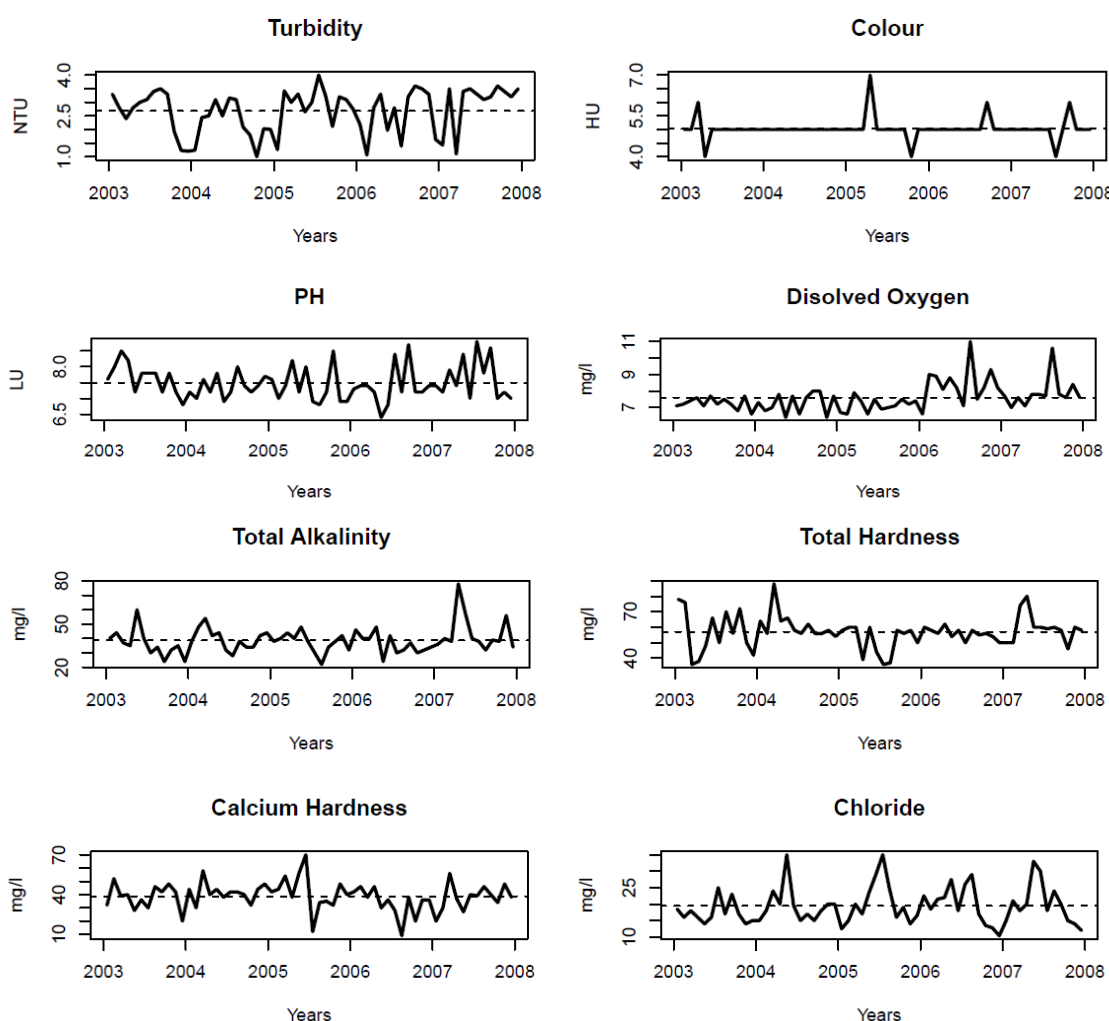 Turbidity
NTU
4.0
2.5
1.0
2003 2004 2005 2006 2007 2008
Years
Colour
HU
7.0
5.5
4.0
2003 2004 2005 2006 2007 2008
Years
PH
LU
8.0
6.5
2003 2004 2005 2006 2007 2008
Years
Disolved Oxygen
mg/l
11
9
7
2003 2004 2005 2006 2007 2008
Years
Total Alkalinity
mg/l
80
50
20
2003 2004 2005 2006 2007 2008
Years
Total Hardness
mg/l
70
40
2003 2004 2005 2006 2007 2008
Years
Calcium Hardness
mg/l
70
40
10
2003 2004 2005 2006 2007 2008
Years
Chloride
mg/l
25
10
2003 2004 2005 2006 2007 2008
Years